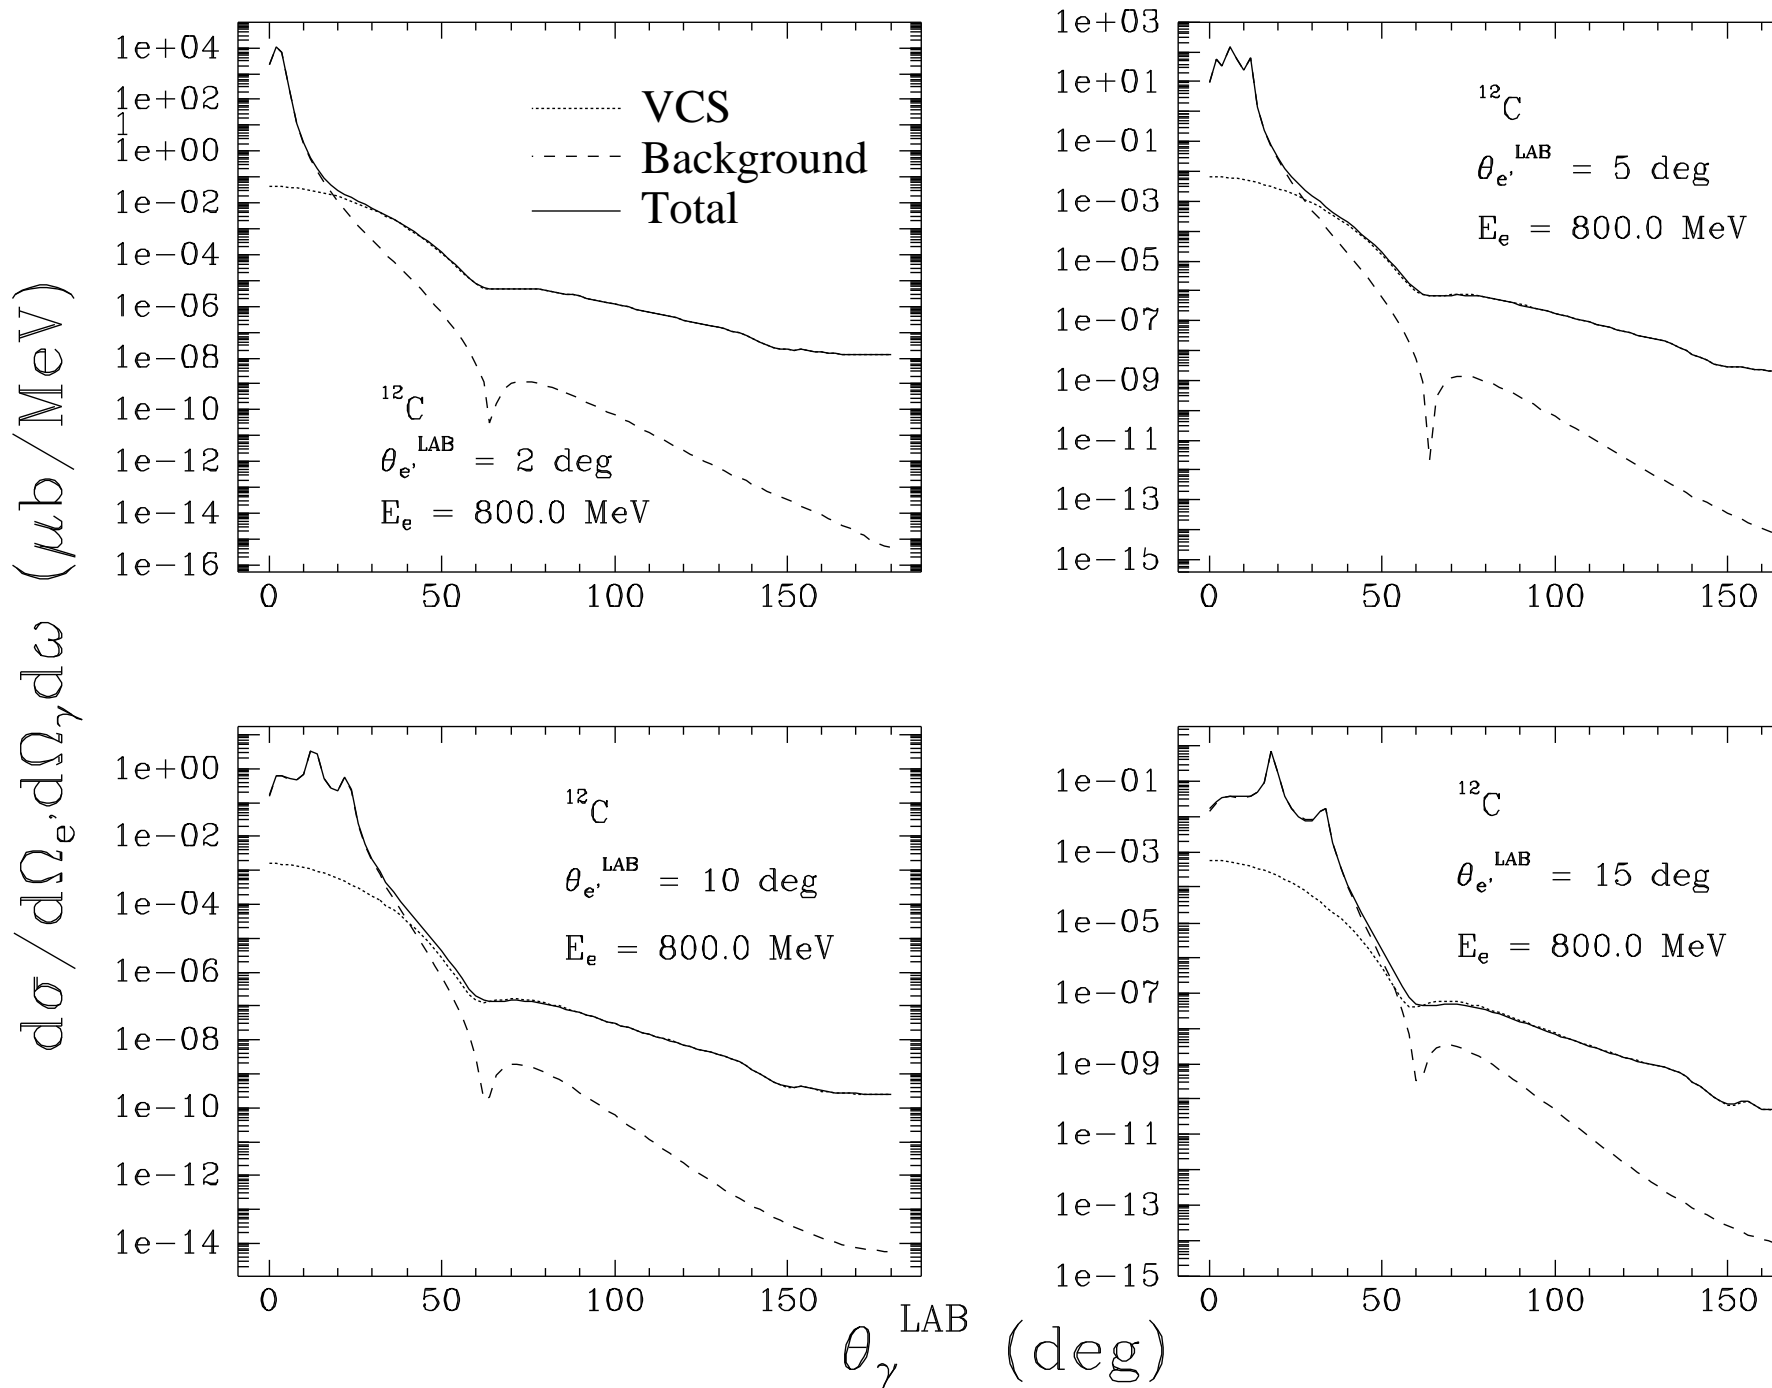 dσ/dΩe'dΩγdω (μb/MeV)
1e+04
1e+02
1
1e+00
1e−02
1e−04
1e−06
1e−08
1e−10
1e−12
1e−14
1e−16
VCS
Background
Total
12C
θe'LAB = 2 deg
Ee = 800.0 MeV
0 50 100 150
1e+03
1e+01
1e−01
1e−03
1e−05
1e−07
1e−09
1e−11
1e−13
1e−15
12C
θe'LAB = 5 deg
Ee = 800.0 MeV
0 50 100 150
1e+00
1e−02
1e−04
1e−06
1e−08
1e−10
1e−12
1e−14
12C
θe'LAB = 10 deg
Ee = 800.0 MeV
0 50 100 150
1e−01
1e−03
1e−05
1e−07
1e−09
1e−11
1e−13
1e−15
12C
θe'LAB = 15 deg
Ee = 800.0 MeV
0 50 100 150
θγLAB (deg)